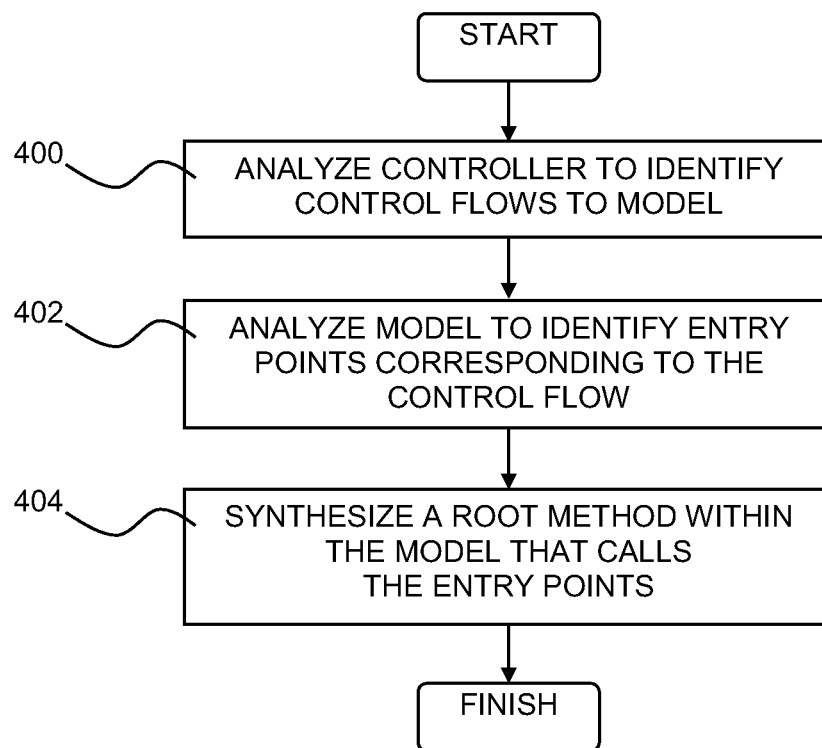 START
400
ANALYZE CONTROLLER TO IDENTIFY
CONTROL FLOWS TO MODEL
402
ANALYZE MODEL TO IDENTIFY ENTRY
POINTS CORRESPONDING TO THE
CONTROL FLOW
404
SYNTHESIZE A ROOT METHOD WITHIN
THE MODEL THAT CALLS
THE ENTRY POINTS
FINISH